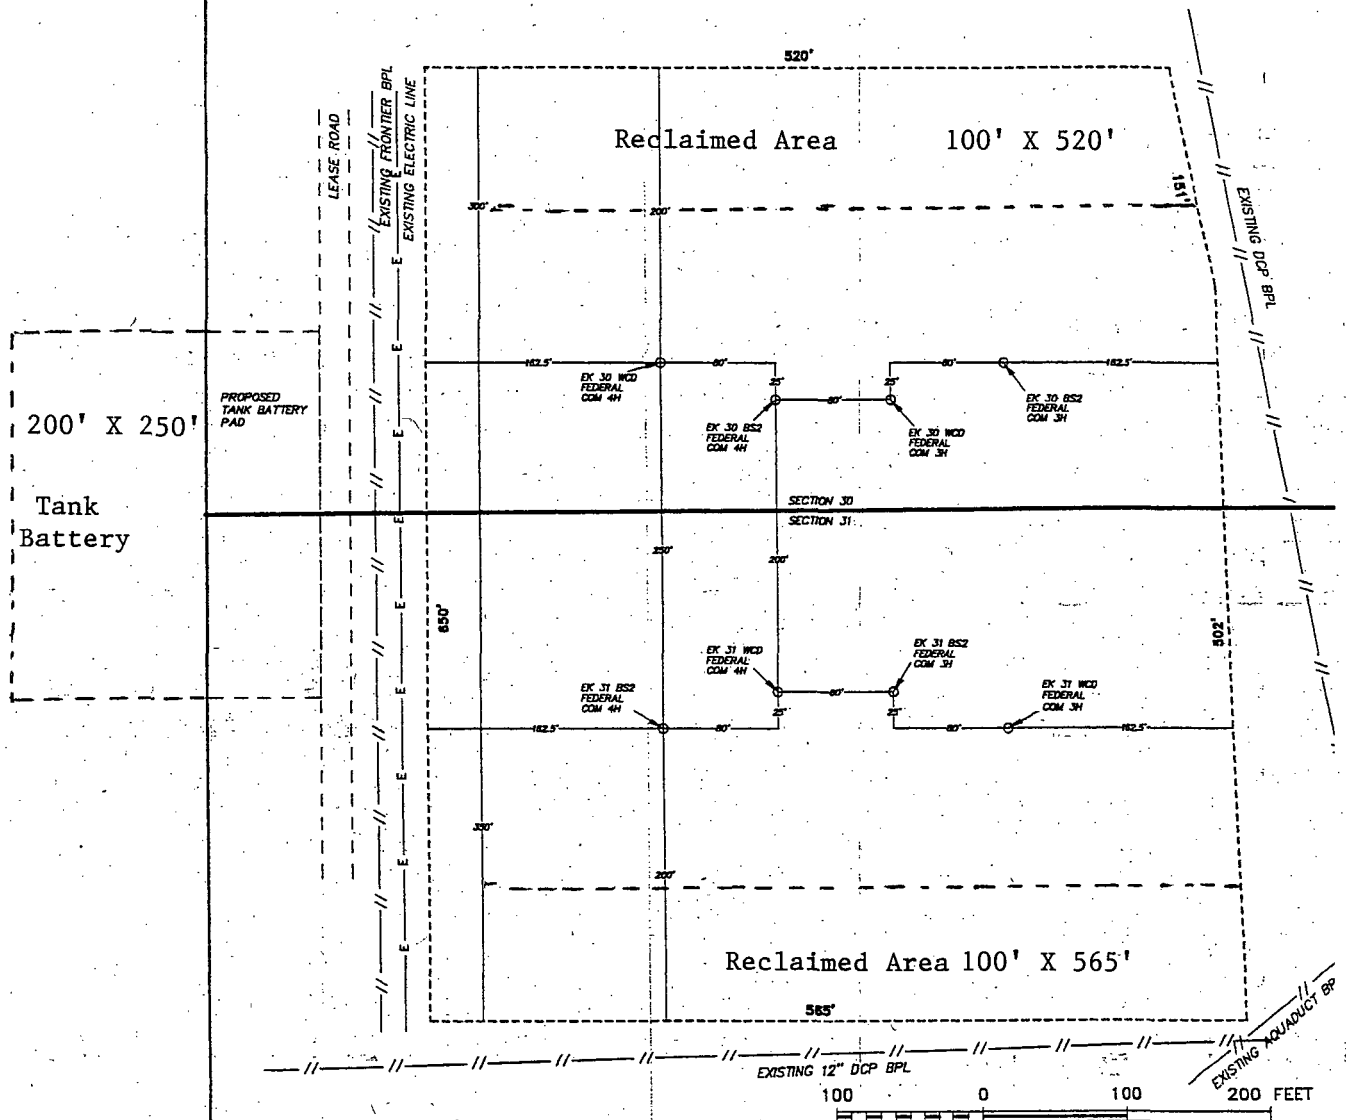 520'
Reclaimed Area 100' X 520'
151'
LEASE ROAD
EXISTING FRONTIER BPL
EXISTING ELECTRIC LINE
EXISTING DCP BPL
300'
200'
E
E
E
E
162.5'
80'
80'
162.5'
25'
25'
80'
EK 30 WCD
FEDERAL
COM 4H
EK 30 BS2
FEDERAL
COM 4H
EK 30 WCD
FEDERAL
COM 3H
EK 30 BS2
FEDERAL
COM 3H
PROPOSED
TANK BATTERY
PAD
200' X 250'
Tank
Battery
SECTION 30
SECTION 31
E
250'
200'
E
650'
502'
EK 31 WCD
FEDERAL
COM 4H
EK 31 BS2
FEDERAL
COM 3H
EK 31 BS2
FEDERAL
COM 4H
EK 31 WCD
FEDERAL
COM 3H
E
80'
25'
25'
162.5'
80'
80'
162.5'
E
350'
E
200'
E
Reclaimed Area 100' X 565'
565'
EXISTING 12" DCP BPL
EXISTING AQUADUCT BP
100 0 100 200 FEET